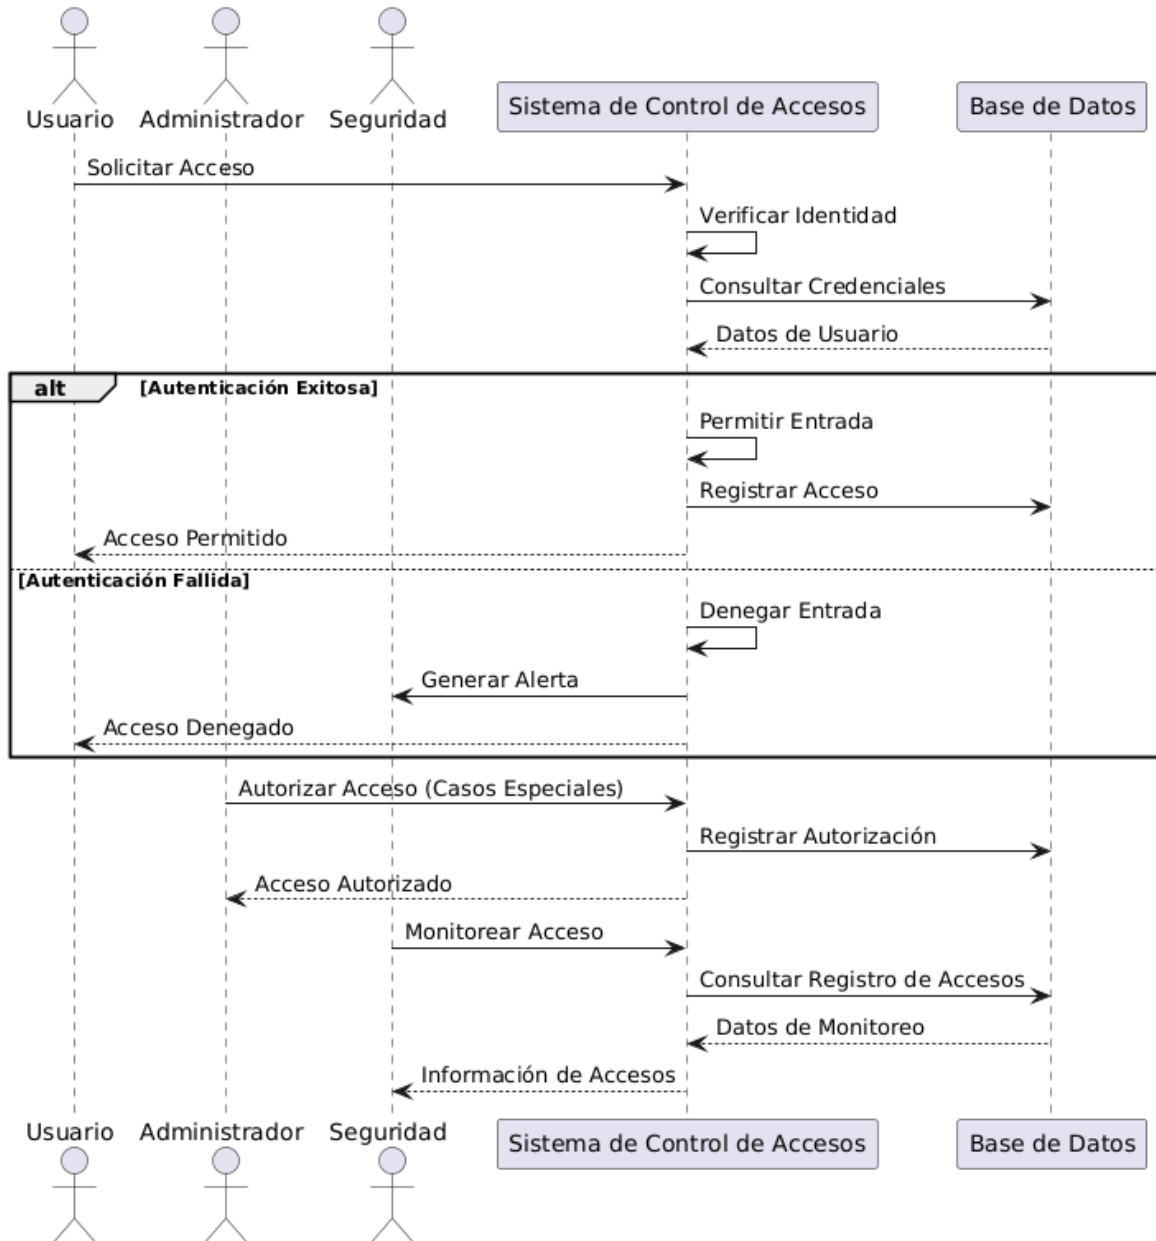 Usuario Administrador Seguridad Sistema de Control de Accesos Base de Datos
Solicitar Acceso
Verificar Identidad
Consultar Credenciales
Datos de Usuario
alt [Autenticación Exitosa]
Permitir Entrada
Registrar Acceso
Acceso Permitido
[Autenticación Fallida]
Denegar Entrada
Generar Alerta
Acceso Denegado
Autorizar Acceso (Casos Especiales)
Registrar Autorización
Acceso Autorizado
Monitorear Acceso
Consultar Registro de Accesos
Datos de Monitoreo
Información de Accesos
Usuario Administrador Seguridad Sistema de Control de Accesos Base de Datos